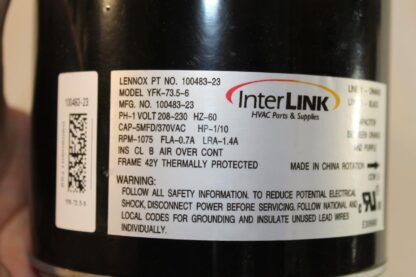 LENNOX PT NO. 100483-23
MODEL YFK-73.5-6
MFG. NO. 100483-23
PH-1 VOLT 208-230 HZ-60
CAP-5MFD/370VAC HP-1/10
RPM-1075 FLA-0.7A LRA-1.4A
INS CL B AIR OVER CONT
FRAME 42Y THERMALLY PROTECTED
InterLINK
HVAC Parts & Supplies
MADE IN CHINA ROTATION
WARNING:
FOLLOW ALL SAFETY INFORMATION. TO REDUCE POTENTIAL ELECTRICAL
SHOCK, DISCONNECT POWER BEFORE SERVICING. FOLLOW NATIONAL AND
LOCAL CODES FOR GROUNDING AND INSULATE UNUSED LEAD WIRES
INDIVIDUALLY.
100483-23
YFK-73.5-6